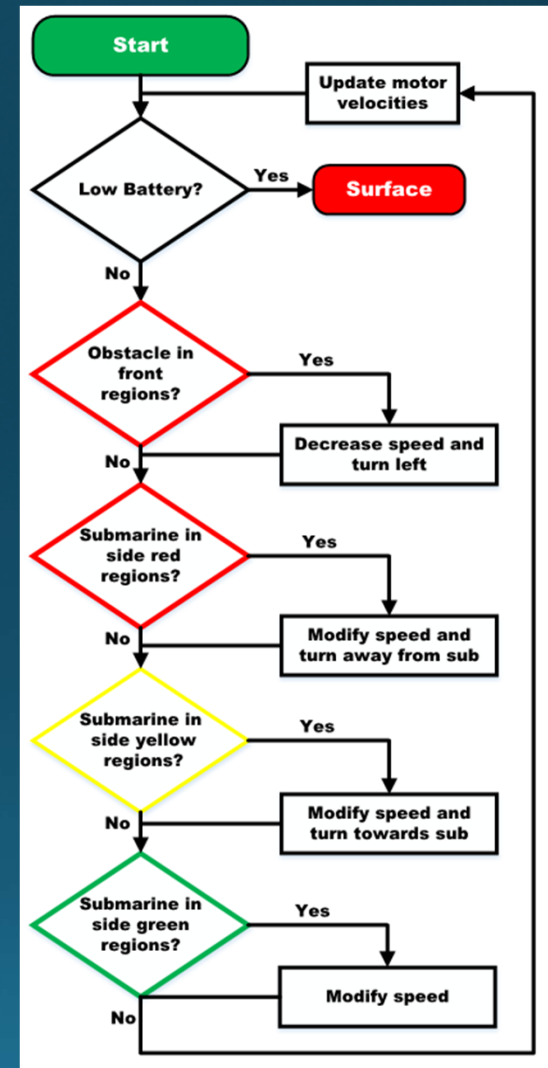 Start
Update motor
velocities
Low Battery?
Yes
Surface
No
Obstacle in
front
regions?
Yes
Decrease speed and
turn left
No
Submarine in
side red
regions?
Yes
Modify speed and
turn away from sub
No
Submarine in
side yellow
regions?
Yes
Modify speed and
turn towards sub
No
Submarine in
side green
regions?
Yes
Modify speed
No